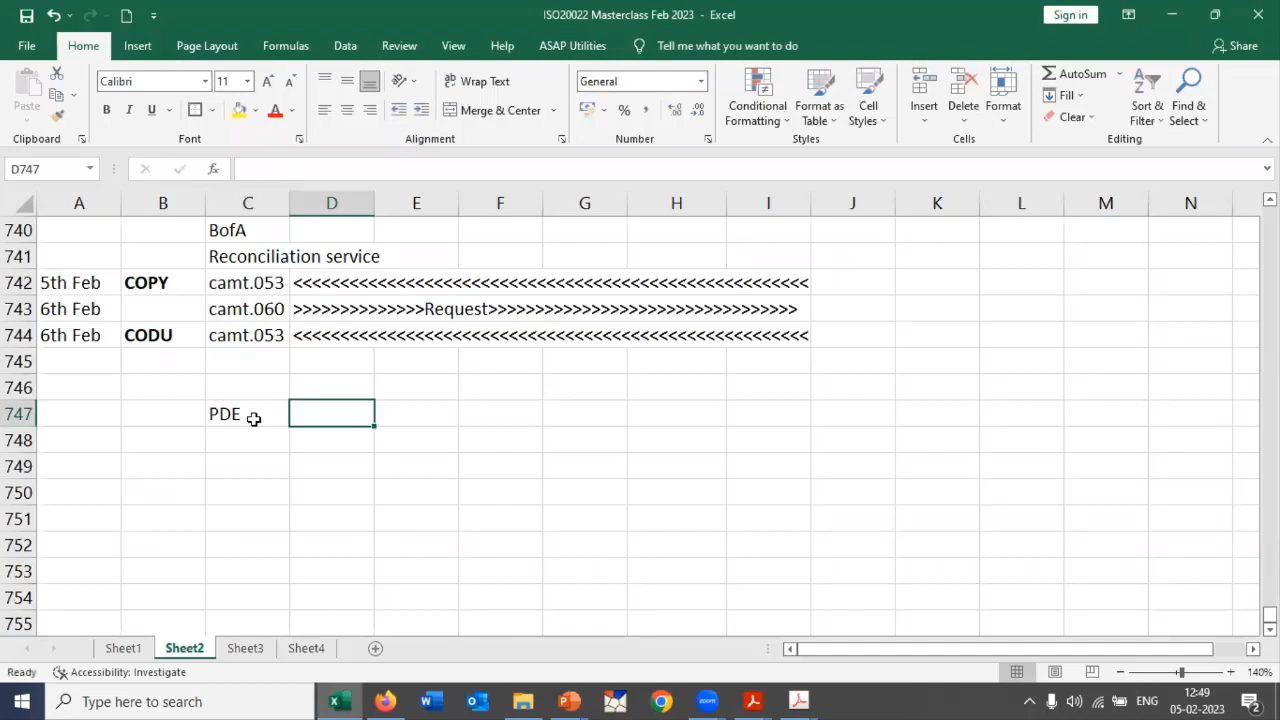 ISO20022 Masterclass Feb 2023 - Excel
Sign in
File Home Insert Page Layout Formulas Data Review View Help ASAP Utilities Tell me what you want to do Share
Paste
Calibri 11
B I U
A A
Wrap Text
Merge & Center
General
Conditional Formatting
Format as Table
Cell Styles
Insert Delete Format
AutoSum
Fill
Clear
Sort & Filter
Find & Select
Clipboard Font Alignment Number Styles Cells Editing
D747 fx
A B C D E F G H I J K L M N
740 BofA
741 Reconciliation service
742 5th Feb COPY camt.053 <<<<<<<<<<<<<<<<<<<<<<<<<<<<<<<<<<<<<<<<<<<<<<<<<<<<<<<<<<<<<<<<<<
743 6th Feb camt.060 >>>>>>>>>>>>>>>>>Request>>>>>>>>>>>>>>>>>>>>>>>>>>>>>>>>>>>>>>>
744 6th Feb CODU camt.053 <<<<<<<<<<<<<<<<<<<<<<<<<<<<<<<<<<<<<<<<<<<<<<<<<<<<<<<<<<<<<<<<<<
745
746
747 PDE
748
749
750
751
752
753
754
755
Sheet1 Sheet2 Sheet3 Sheet4
Ready Accessibility: Investigate 140%
Type here to search
zoom
ENG
12:49
05-02-2023
2